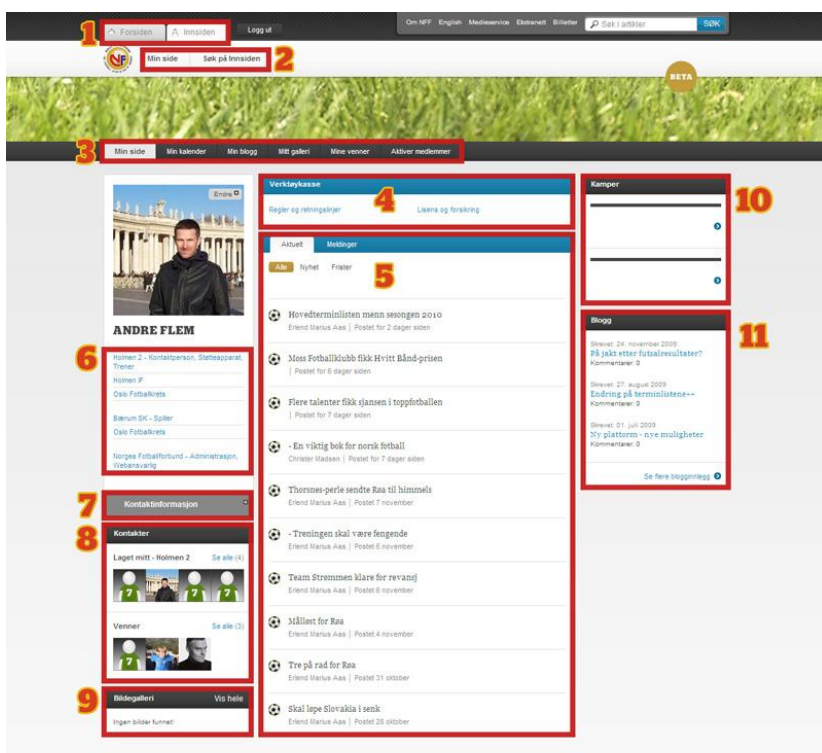 Om NFF English Medieservice Ekstranett Billetter Søk i artikler SØK
1 Forsiden Innsiden Logg ut
NF Min side Søk på Innsiden 2
BETA
3 Min side Min kalender Min blogg Mitt galleri Mine venner Aktiver medlemmer
Endre
ANDRE FLEM
6
Holmen 2 - Kontaktperson, Støtteapparat,
Trener
Holmen IF
Oslo Fotballkrets
Bærum SK - Spiller
Oslo Fotballkrets
Norges Fotballforbund - Administrasjon,
Webansvarlig
7 Kontaktinformasjon
8 Kontakter
Laget mitt - Holmen 2 Se alle (4)
7 7 7
Venner Se alle (3)
7
9 Bildegalleri Vis hele
Ingen bilder funnet!
Verktøykasse
4
Regler og retningslinjer Lisens og forsikring
Aktuelt Meldinger
5
Alle Nyhet Frister
Hovedterminlisten menn sesongen 2010
Erlend Marius Aas | Postet for 2 dager siden
Moss Fotballklubb fikk Hvitt Bånd-prisen
| Postet for 6 dager siden
Flere talenter fikk sjansen i toppfotballen
| Postet for 7 dager siden
- En viktig bok for norsk fotball
Christer Madsen | Postet for 7 dager siden
Thorsnes-perle sendte Røa til himmels
Erlend Marius Aas | Postet 7 november
- Treningen skal være fengende
Erlend Marius Aas | Postet 6 november
Team Strømmen klare for revansj
Erlend Marius Aas | Postet 6 november
Målløst for Røa
Erlend Marius Aas | Postet 4 november
Tre på rad for Røa
Erlend Marius Aas | Postet 31 oktober
Skal løpe Slovakia i senk
Erlend Marius Aas | Postet 28 oktober
Kamper
10
Blogg
11
Skrevet: 24. november 2009
På jakt etter futsalresultater?
Kommentarer: 0
Skrevet: 27. august 2009
Endring på terminlistene++
Kommentarer: 0
Skrevet: 01. juli 2009
Ny plattorm - nye muligheter
Kommentarer: 0
Se flere blogginnlegg